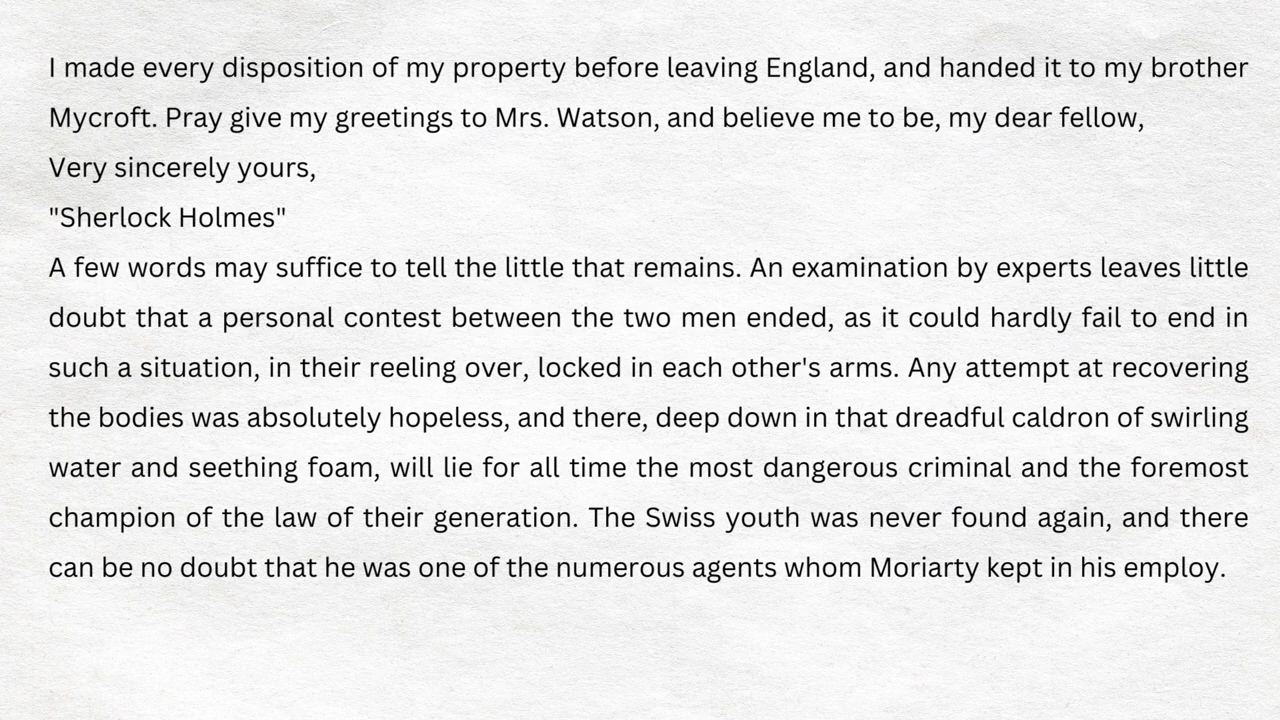 I made every disposition of my property before leaving England, and handed it to my brother
Mycroft. Pray give my greetings to Mrs. Watson, and believe me to be, my dear fellow,
Very sincerely yours,
"Sherlock Holmes"
A few words may suffice to tell the little that remains. An examination by experts leaves little
doubt that a personal contest between the two men ended, as it could hardly fail to end in
such a situation, in their reeling over, locked in each other's arms. Any attempt at recovering
the bodies was absolutely hopeless, and there, deep down in that dreadful caldron of swirling
water and seething foam, will lie for all time the most dangerous criminal and the foremost
champion of the law of their generation. The Swiss youth was never found again, and there
can be no doubt that he was one of the numerous agents whom Moriarty kept in his employ.